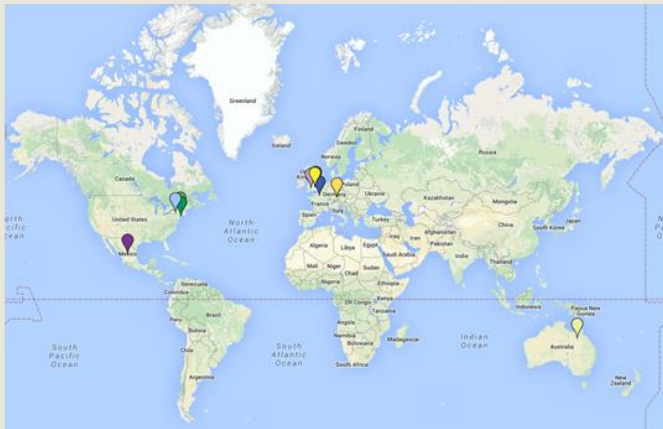 Greenland
Iceland
Finland
Sweden
Norway
Russia
Canada
Germany
Ukraine
France
Kazakhstan
Mongolia
Spain
Italy
Turkey
United States
North
Atlantic
Ocean
China
Japan
South Korea
Iraq
Iran
Afghanistan
Pakistan
Algeria
Libya
Egypt
Saudi Arabia
India
Mexico
Mali
Niger
Chad
Sudan
Thailand
Nigeria
Ethiopia
Venezuela
Colombia
DR Congo
Kenya
Tanzania
Indonesia
Papua New
Guinea
Peru
Brazil
Bolivia
Angola
Namibia
Botswana
Madagascar
Chile
South
Pacific
Ocean
South
Atlantic
Ocean
Indian
Ocean
Australia
South Africa
Argentina
New
Zealand